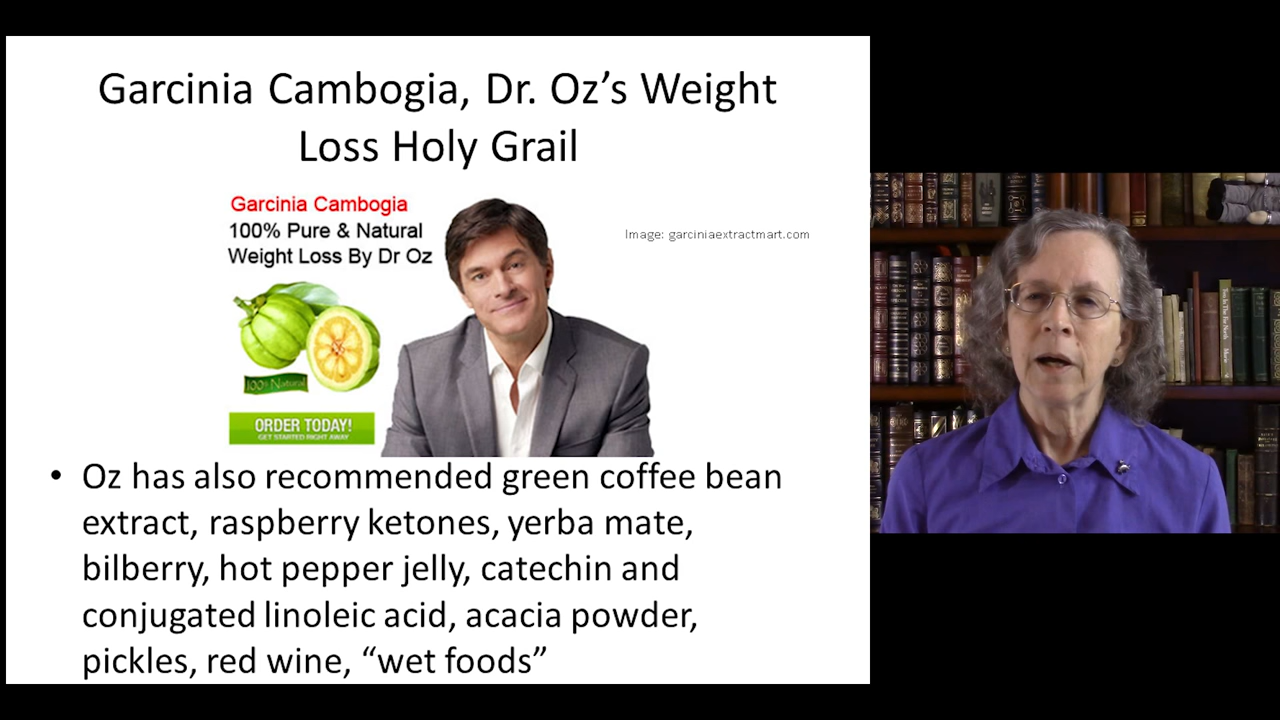 Garcinia Cambogia, Dr. Oz’s Weight
Loss Holy Grail
Garcinia Cambogia
100% Pure & Natural
Weight Loss By Dr Oz
Image: garciniaextractmart.com
100% Natural
ORDER TODAY!
GET STARTED RIGHT AWAY
• Oz has also recommended green coffee bean
extract, raspberry ketones, yerba mate,
bilberry, hot pepper jelly, catechin and
conjugated linoleic acid, acacia powder,
pickles, red wine, “wet foods”